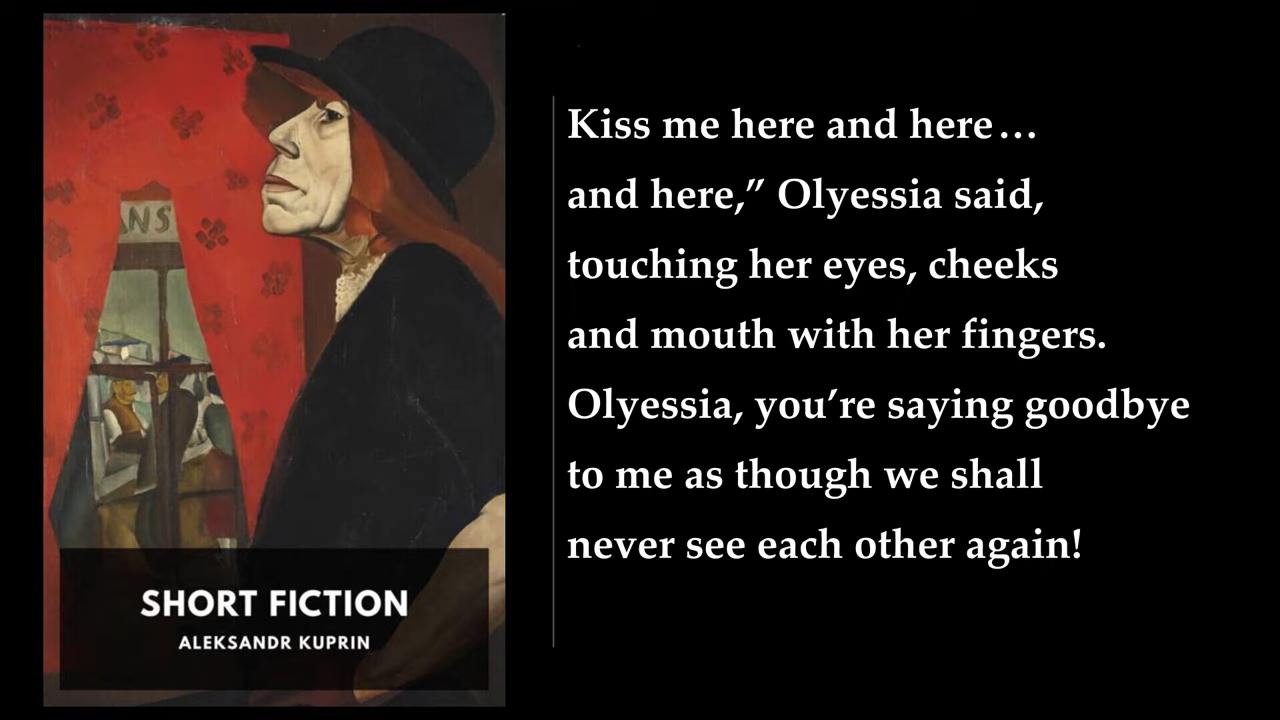 ANS
SHORT FICTION
ALEKSANDR KUPRIN
Kiss me here and here…
and here,” Olyessia said,
touching her eyes, cheeks
and mouth with her fingers.
Olyessia, you’re saying goodbye
to me as though we shall
never see each other again!